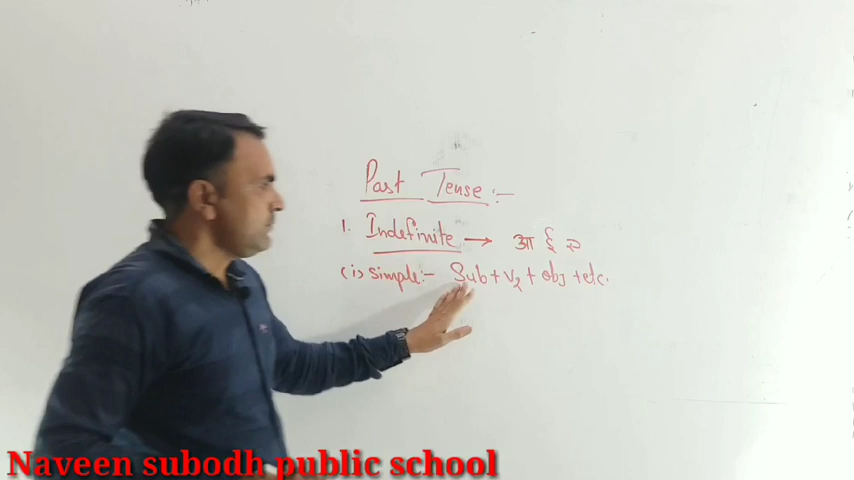 Past Tense :-
1. Indefinite → आ ई ए
(i) Simple :- Sub + V2 + obj + etc.
Naveen subodh public school